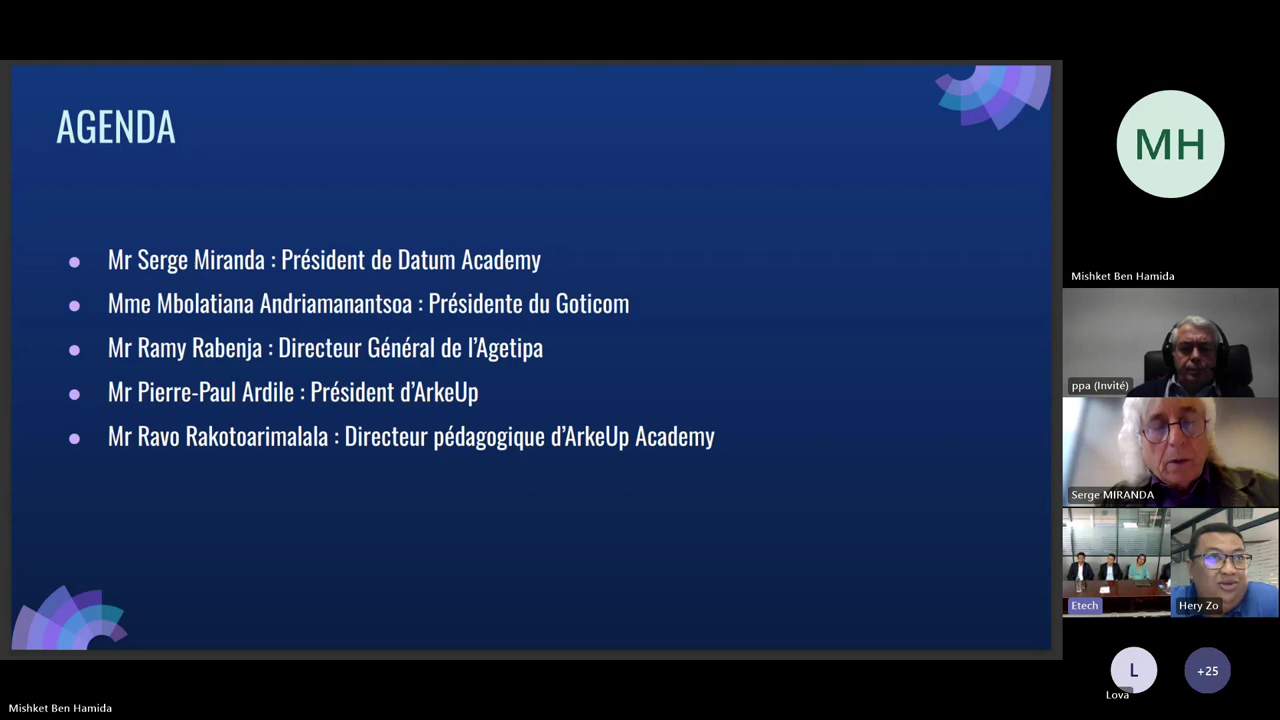 AGENDA
Mr Serge Miranda : Président de Datum Academy
Mme Mbolatiana Andriamanantsoa : Présidente du Goticom
Mr Ramy Rabenja : Directeur Général de l’Agetipa
Mr Pierre-Paul Ardile : Président d’ArkeUp
Mr Ravo Rakotoarimalala : Directeur pédagogique d’ArkeUp Academy
MH
Mishket Ben Hamida
ppa (Invité)
Serge MIRANDA
Etech
Hery Zo
L
Lova
+25
Mishket Ben Hamida